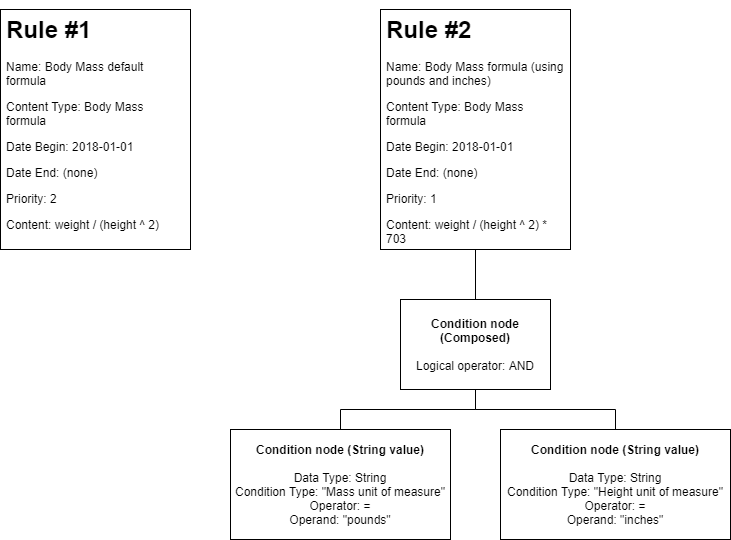 Rule #1
Name: Body Mass default
formula
Content Type: Body Mass
formula
Date Begin: 2018-01-01
Date End: (none)
Priority: 2
Content: weight / (height ^ 2)
Rule #2
Name: Body Mass formula (using
pounds and inches)
Content Type: Body Mass
formula
Date Begin: 2018-01-01
Date End: (none)
Priority: 1
Content: weight / (height ^ 2) *
703
Condition node
(Composed)
Logical operator: AND
Condition node (String value)
Data Type: String
Condition Type: "Mass unit of measure"
Operator: =
Operand: "pounds"
Condition node (String value)
Data Type: String
Condition Type: "Height unit of measure"
Operator: =
Operand: "inches"